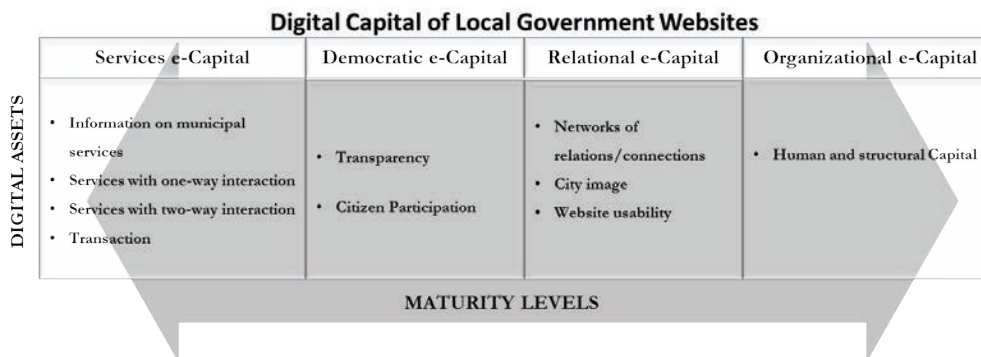 Digital Capital of Local Government Websites
Services e-Capital
Democratic e-Capital
Relational e-Capital
Organizational e-Capital
DIGITAL ASSETS
• Information on municipal
services
• Services with one-way interaction
• Services with two-way interaction
• Transaction
• Transparency
• Citizen Participation
• Networks of
relations/connections
• City image
• Website usability
• Human and structural Capital
MATURITY LEVELS